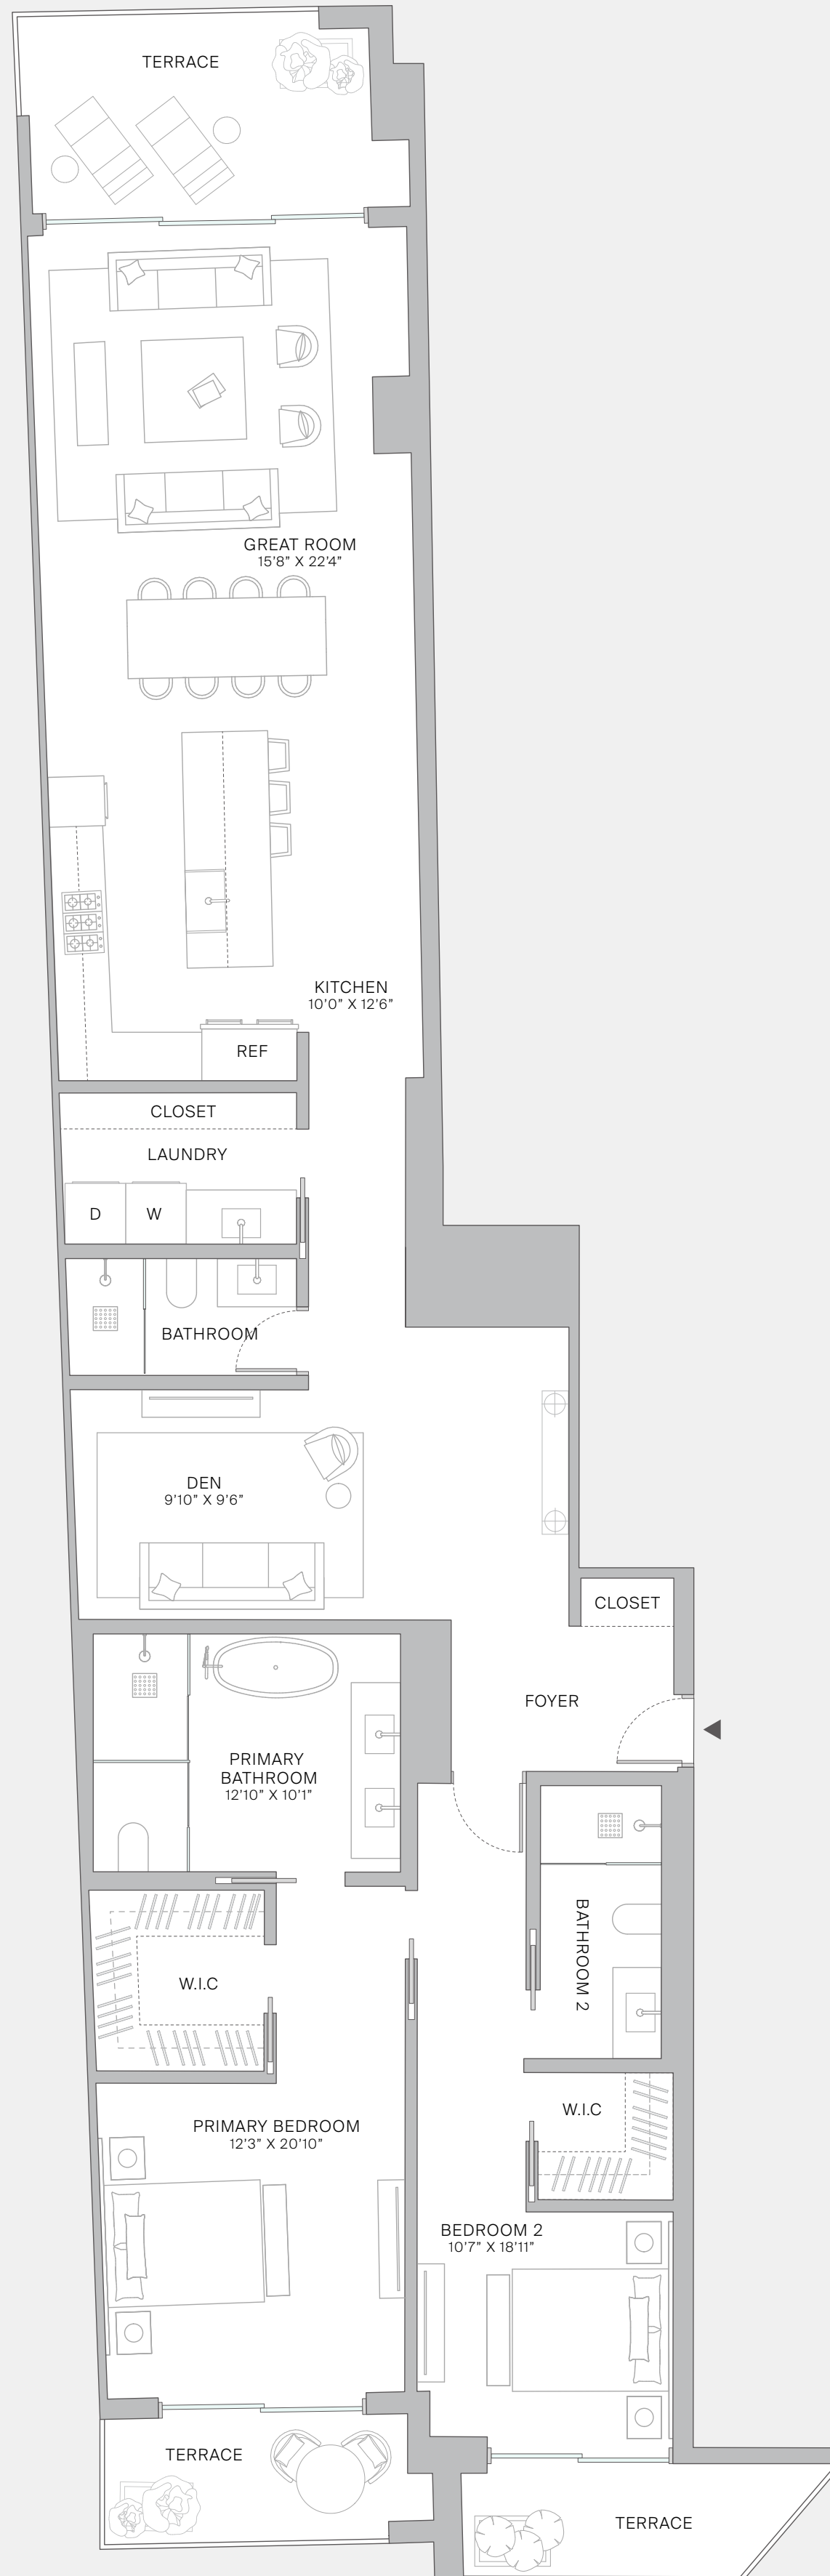 TERRACE
GREAT ROOM
15'8" X 22'4"
KITCHEN
10'0" X 12'6"
REF
CLOSET
LAUNDRY
D
W
BATHROOM
DEN
9'10" X 9'6"
CLOSET
FOYER
PRIMARY
BATHROOM
12'10" X 10'1"
BATHROOM 2
W.I.C
W.I.C
PRIMARY BEDROOM
12'3" X 20'10"
BEDROOM 2
10'7" X 18'11"
TERRACE
TERRACE